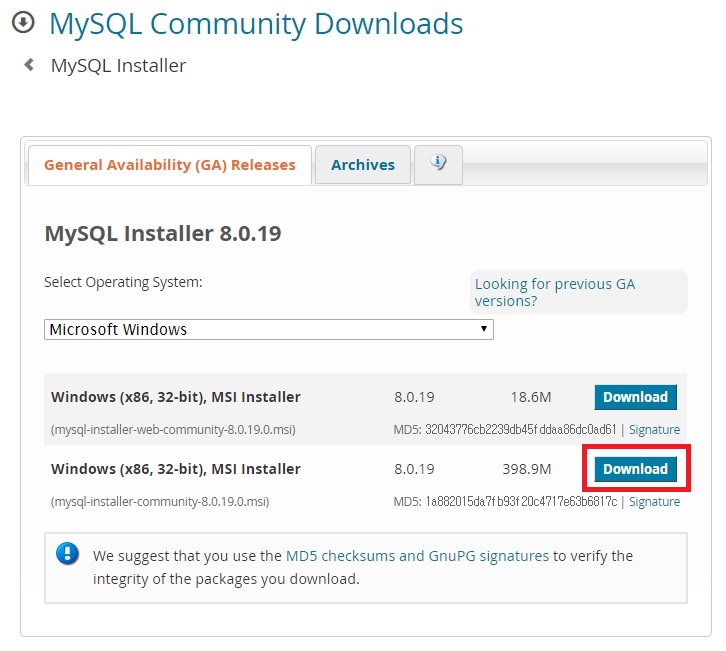 MySQL Community Downloads
MySQL Installer
General Availability (GA) Releases Archives
MySQL Installer 8.0.19
Select Operating System:
Looking for previous GA
versions?
Microsoft Windows
Windows (x86, 32-bit), MSI Installer 8.0.19 18.6M Download
(mysql-installer-web-community-8.0.19.0.msi) MD5: 32043776cb2239db45fddaa86dc0ad61 | Signature
Windows (x86, 32-bit), MSI Installer 8.0.19 398.9M Download
(mysql-installer-community-8.0.19.0.msi) MD5: 1a882015da7fb93f20c4717e63b6817c | Signature
We suggest that you use the MD5 checksums and GnuPG signatures to verify the
integrity of the packages you download.